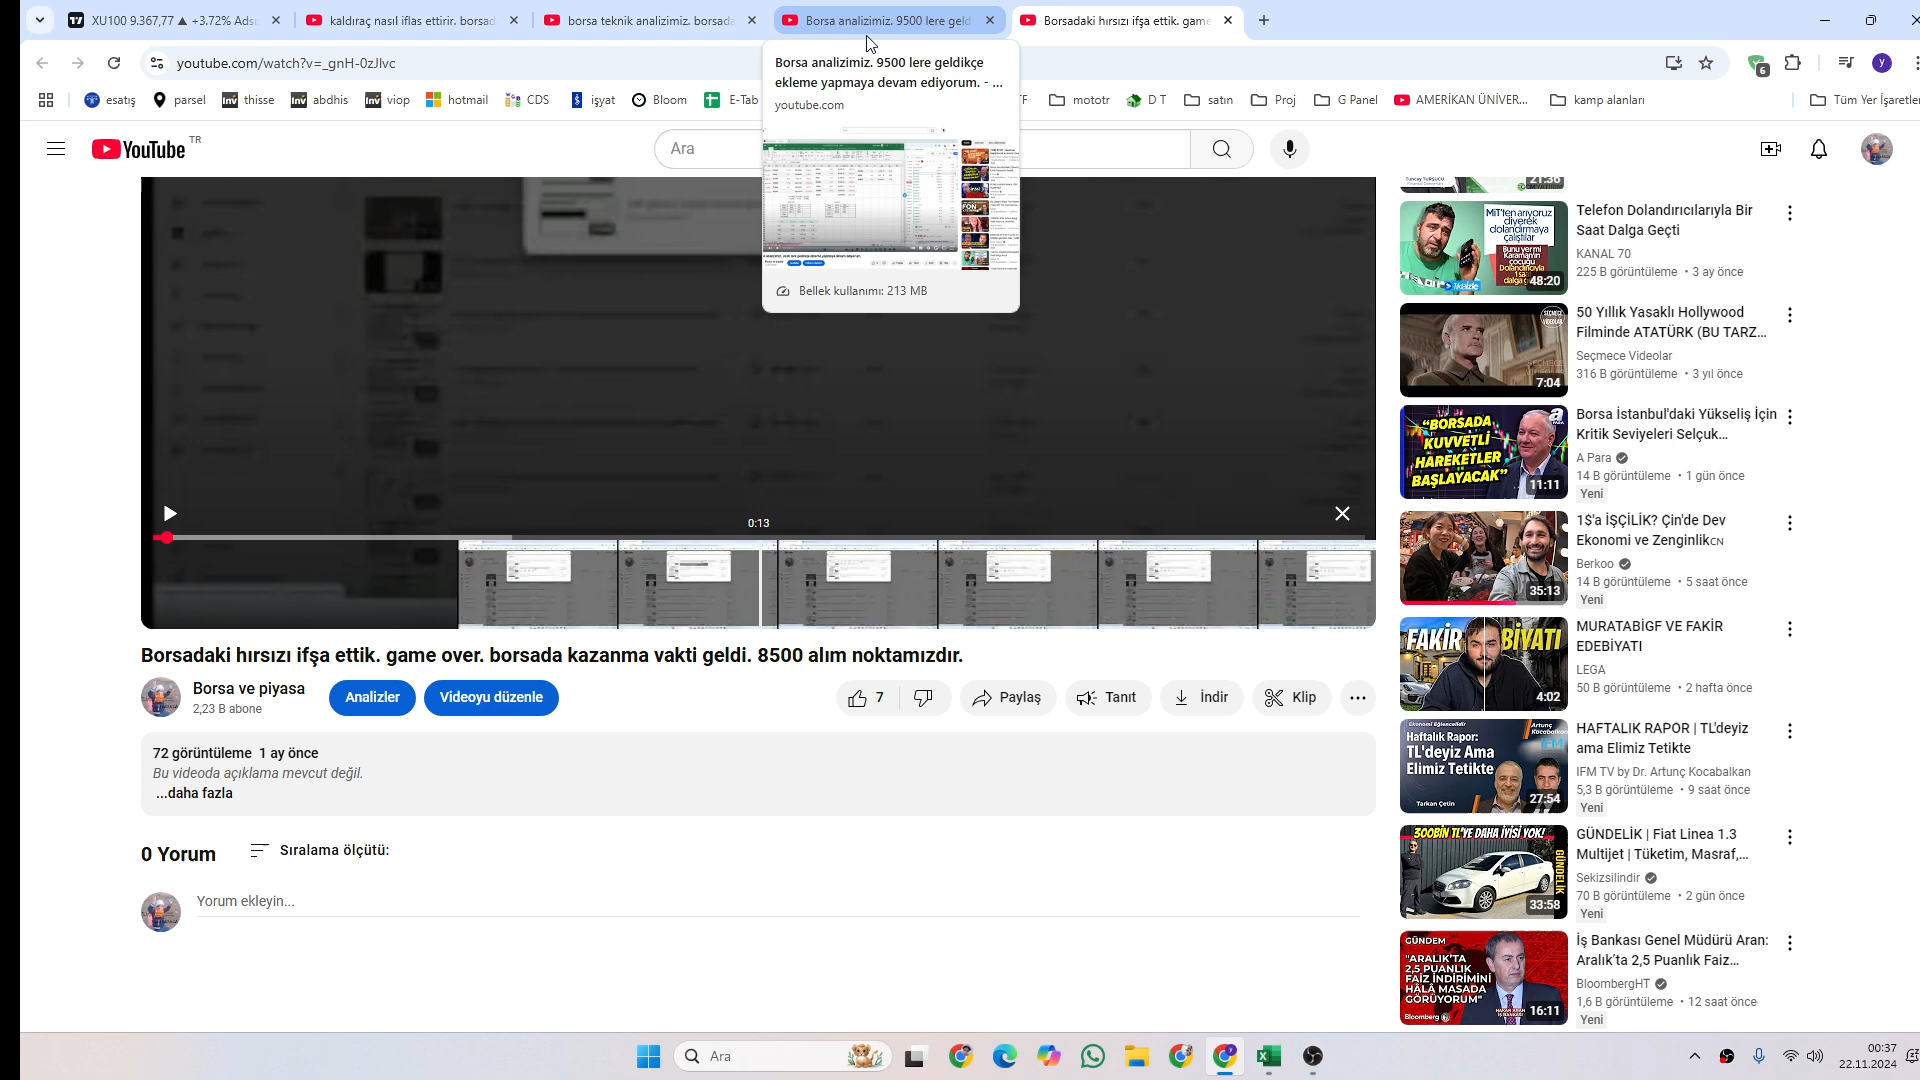 XU100 9.367,77 ▲ +3.72% Ads
kaldıraç nasıl iflas ettirir. borsad
borsa teknik analizimiz. borsada
Borsa analizimiz. 9500 lere geld
Borsadaki hırsızı ifşa ettik. game
youtube.com/watch?v=_gnH-0zJlvc
6
y
esatış
parsel
thisse
abdhis
viop
hotmail
CDS
işyat
Bloom
E-Tab
TF
mototr
D T
satın
Proj
G Panel
AMERİKAN ÜNİVER...
kamp alanları
Tüm Yer İşaretle
Borsa analizimiz. 9500 lere geldikçe
ekleme yapmaya devam ediyorum. - ...
youtube.com
Bellek kullanımı: 213 MB
YouTube
TR
Ara
0:13
Borsadaki hırsızı ifşa ettik. game over. borsada kazanma vakti geldi. 8500 alım noktamızdır.
Borsa ve piyasa
2,23 B abone
Analizler
Videoyu düzenle
7
Paylaş
Tanıt
İndir
Klip
72 görüntüleme 1 ay önce
Bu videoda açıklama mevcut değil.
...daha fazla
0 Yorum
Sıralama ölçütü:
Yorum ekleyin...
21:36
MiT'ten arıyoruz
diyerek
dolandırmaya
çalıştılar
48:20
Telefon Dolandırıcılarıyla Bir
Saat Dalga Geçti
KANAL 70
225 B görüntüleme • 3 ay önce
7:04
50 Yıllık Yasaklı Hollywood
Filminde ATATÜRK (BU TARZ...
Seçmece Videolar
316 B görüntüleme • 3 yıl önce
"BORSADA
KUVVETLİ
HAREKETLER
BAŞLAYACAK"
11:11
Borsa İstanbul'daki Yükseliş İçin
Kritik Seviyeleri Selçuk...
A Para
14 B görüntüleme • 1 gün önce
Yeni
35:13
1$'a İŞÇİLİK? Çin'de Dev
Ekonomi ve ZenginlikCN
Berkoo
14 B görüntüleme • 5 saat önce
Yeni
FAKİR EDEBİYATI
4:02
MURATABİGF VE FAKİR
EDEBİYATI
LEGA
50 B görüntüleme • 2 hafta önce
Ekonomi Eğlencelidir
Artunç
Kocabalkan
Haftalık Rapor:
TL'deyiz Ama
Elimiz Tetikte
Tarkan Çetin
27:54
HAFTALIK RAPOR | TL'deyiz
ama Elimiz Tetikte
IFM TV by Dr. Artunç Kocabalkan
5,3 B görüntüleme • 9 saat önce
Yeni
300BİN TL'YE DAHA İYİSİ YOK!
GÜNDELİK
33:58
GÜNDELİK | Fiat Linea 1.3
Multijet | Tüketim, Masraf,...
Sekizsilindir
70 B görüntüleme • 2 gün önce
Yeni
GÜNDEM
"ARALIK'TA
2,5 PUANLIK
FAİZ İNDİRİMİNİ
HÂLÂ MASADA
GÖRÜYORUM"
Bloomberg
16:11
İş Bankası Genel Müdürü Aran:
Aralık'ta 2,5 Puanlık Faiz...
BloombergHT
1,6 B görüntüleme • 12 saat önce
Yeni
Ara
00:37
22.11.2024